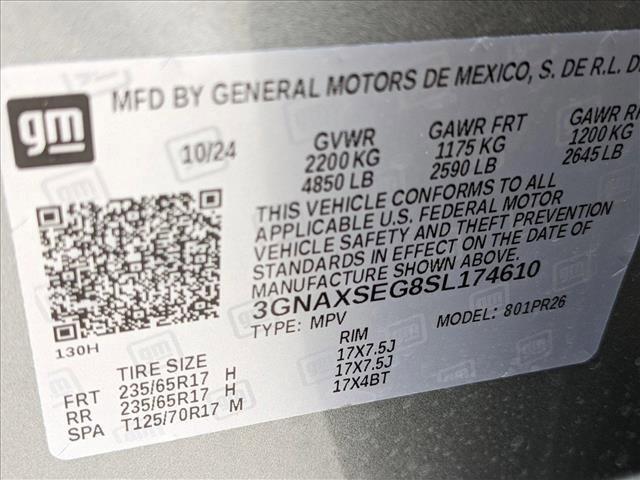 gm
MFD BY GENERAL MOTORS DE MEXICO, S. DE R.L. D
10/24 GVWR GAWR FRT GAWR RR
2200 KG 1175 KG 1200 KG
4850 LB 2590 LB 2645 LB
THIS VEHICLE CONFORMS TO ALL
APPLICABLE U.S. FEDERAL MOTOR
VEHICLE SAFETY AND THEFT PREVENTION
STANDARDS IN EFFECT ON THE DATE OF
MANUFACTURE SHOWN ABOVE.
3GNAXSEG8SL174610
TYPE: MPV MODEL: 801PR26
130H
TIRE SIZE RIM
FRT 235/65R17 H 17X7.5J
RR 235/65R17 H 17X7.5J
SPA T125/70R17 M 17X4BT